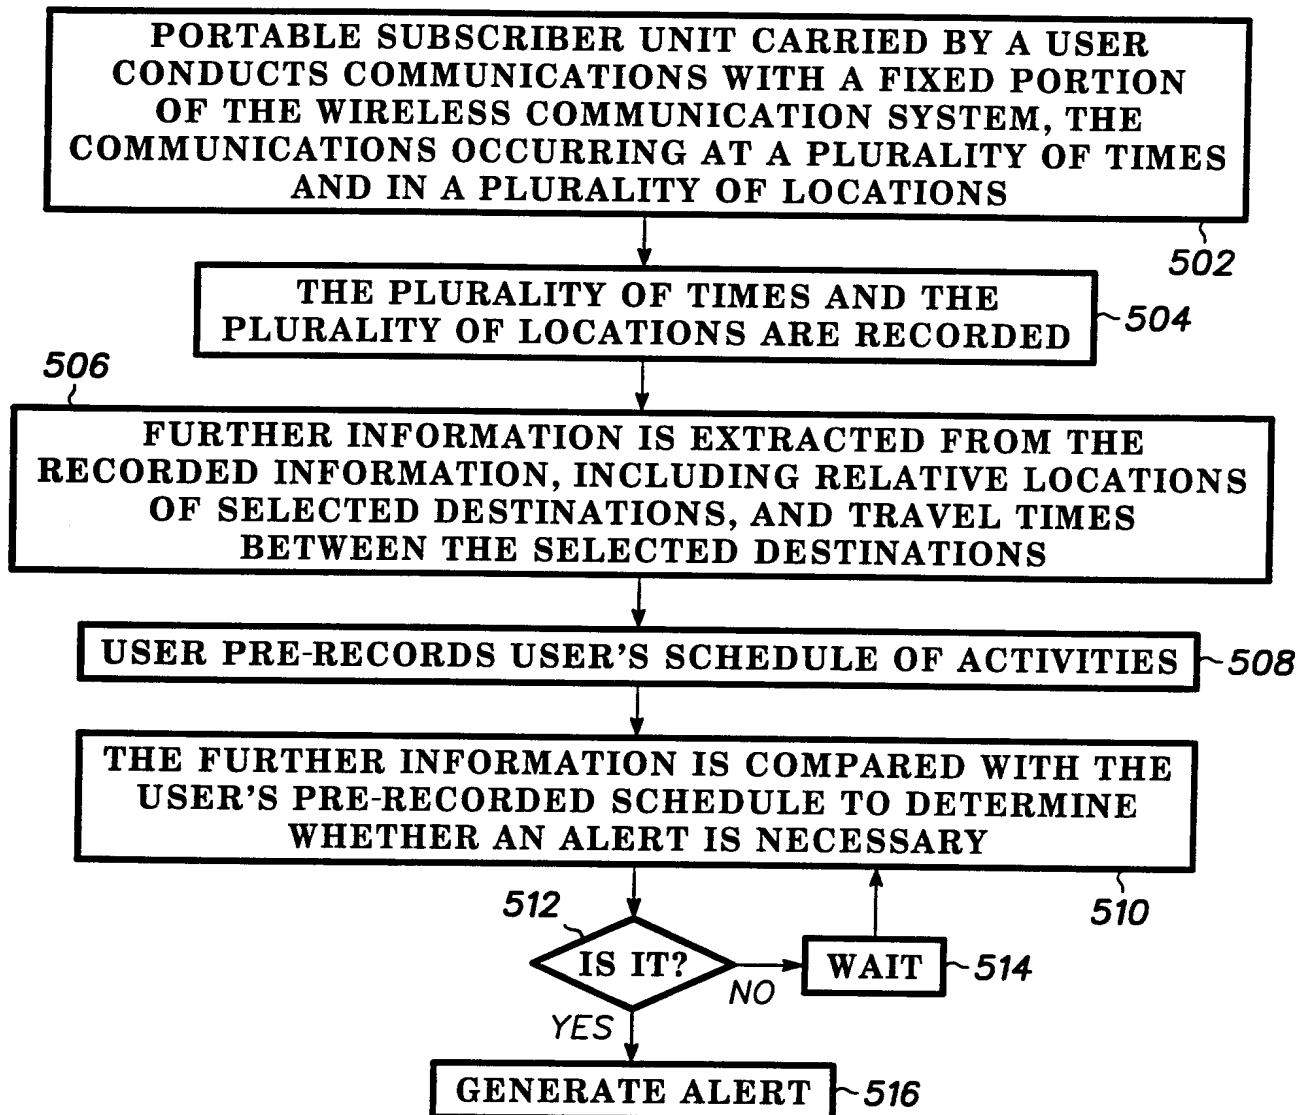 PORTABLE SUBSCRIBER UNIT CARRIED BY A USER
CONDUCTS COMMUNICATIONS WITH A FIXED PORTION
OF THE WIRELESS COMMUNICATION SYSTEM, THE
COMMUNICATIONS OCCURRING AT A PLURALITY OF TIMES
AND IN A PLURALITY OF LOCATIONS
502
THE PLURALITY OF TIMES AND THE
PLURALITY OF LOCATIONS ARE RECORDED
504
506
FURTHER INFORMATION IS EXTRACTED FROM THE
RECORDED INFORMATION, INCLUDING RELATIVE LOCATIONS
OF SELECTED DESTINATIONS, AND TRAVEL TIMES
BETWEEN THE SELECTED DESTINATIONS
USER PRE-RECORDS USER'S SCHEDULE OF ACTIVITIES
508
THE FURTHER INFORMATION IS COMPARED WITH THE
USER'S PRE-RECORDED SCHEDULE TO DETERMINE
WHETHER AN ALERT IS NECESSARY
510
512
IS IT?
NO
WAIT
514
YES
GENERATE ALERT
516